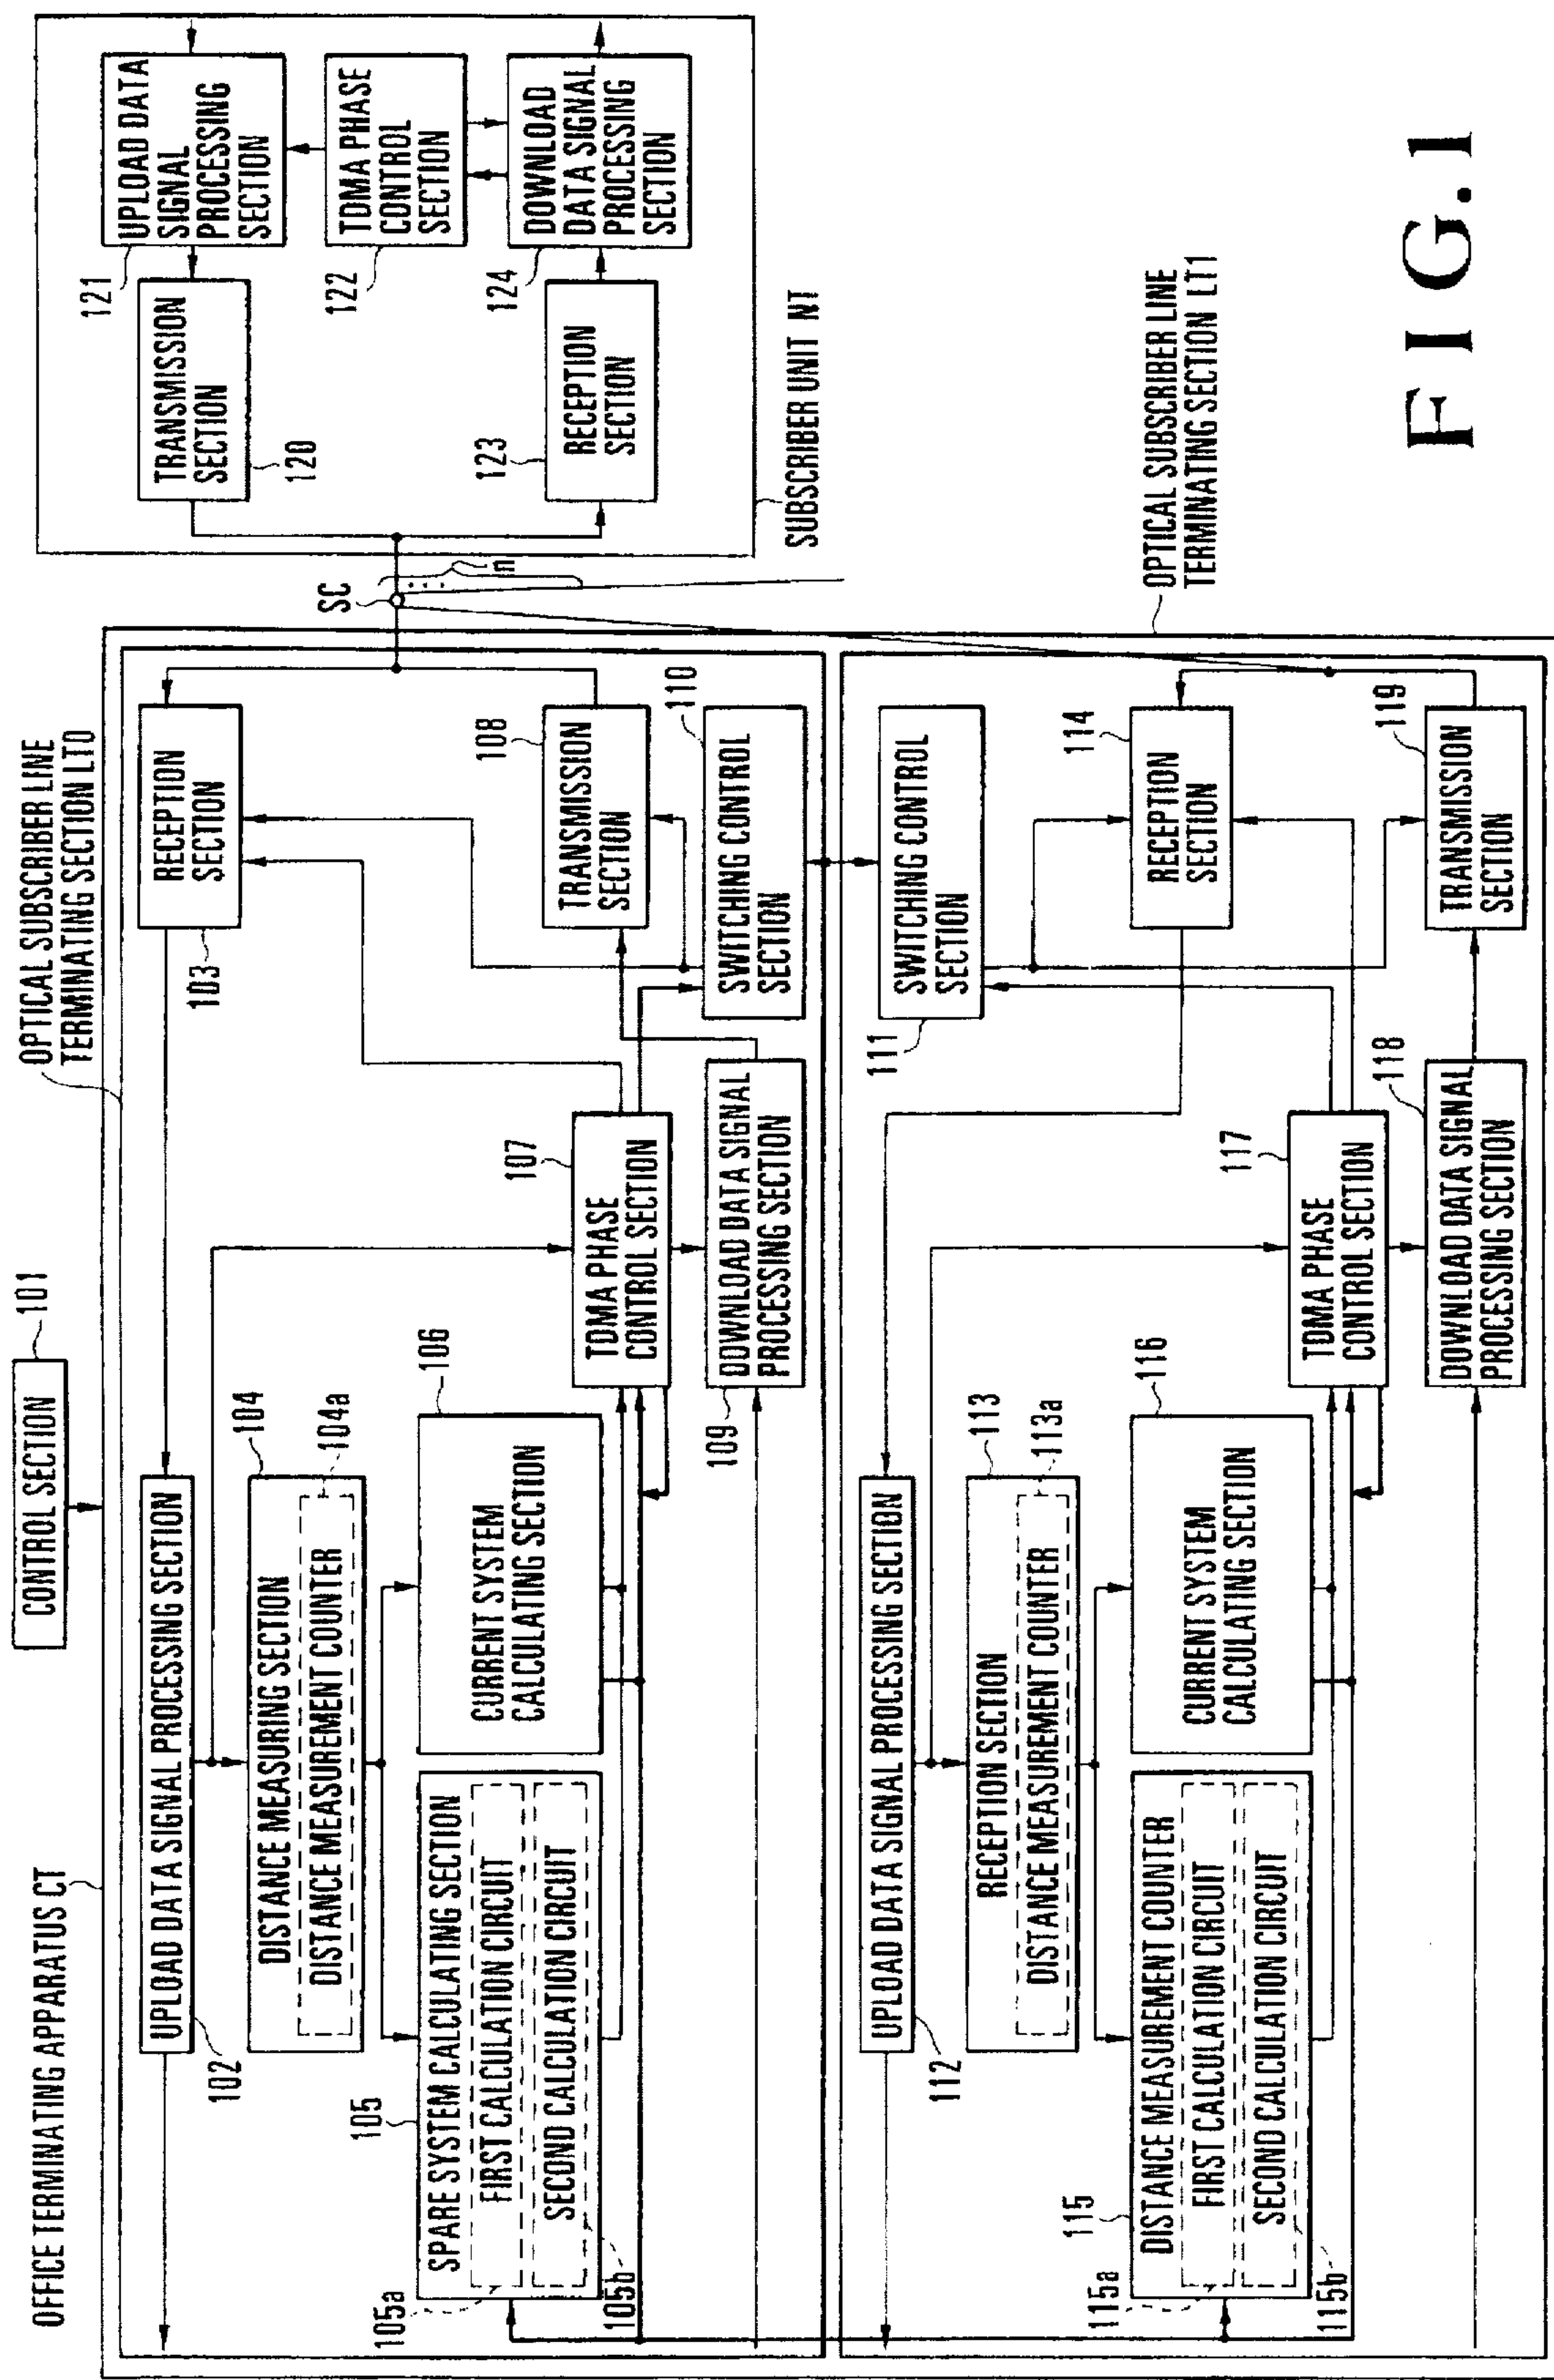 OFFICE TERMINATING APPARATUS CT
CONTROL SECTION
101
OPTICAL SUBSCRIBER LINE
TERMINATING SECTION LT0
UPLOAD DATA SIGNAL PROCESSING SECTION
102
RECEPTION
SECTION
103
DISTANCE MEASURING SECTION
DISTANCE MEASUREMENT COUNTER
104
104a
SPARE SYSTEM CALCULATING SECTION
FIRST CALCULATION CIRCUIT
SECOND CALCULATION CIRCUIT
105
105a
105b
CURRENT SYSTEM
CALCULATING SECTION
106
TDMA PHASE
CONTROL SECTION
107
TRANSMISSION
SECTION
108
DOWNLOAD DATA SIGNAL
PROCESSING SECTION
109
SWITCHING CONTROL
SECTION
110
SWITCHING CONTROL
SECTION
111
UPLOAD DATA SIGNAL PROCESSING SECTION
112
RECEPTION SECTION
DISTANCE MEASUREMENT COUNTER
113
113a
RECEPTION
SECTION
114
DISTANCE MEASUREMENT COUNTER
FIRST CALCULATION CIRCUIT
SECOND CALCULATION CIRCUIT
115
115a
115b
CURRENT SYSTEM
CALCULATING SECTION
116
TDMA PHASE
CONTROL SECTION
117
DOWNLOAD DATA SIGNAL
PROCESSING SECTION
118
TRANSMISSION
SECTION
119
OPTICAL SUBSCRIBER LINE
TERMINATING SECTION LT1
SC
n
TRANSMISSION
SECTION
120
UPLOAD DATA
SIGNAL
PROCESSING
SECTION
121
TDMA PHASE
CONTROL
SECTION
122
RECEPTION
SECTION
123
DOWNLOAD
DATA SIGNAL
PROCESSING
SECTION
124
SUBSCRIBER UNIT NT
FIG.1